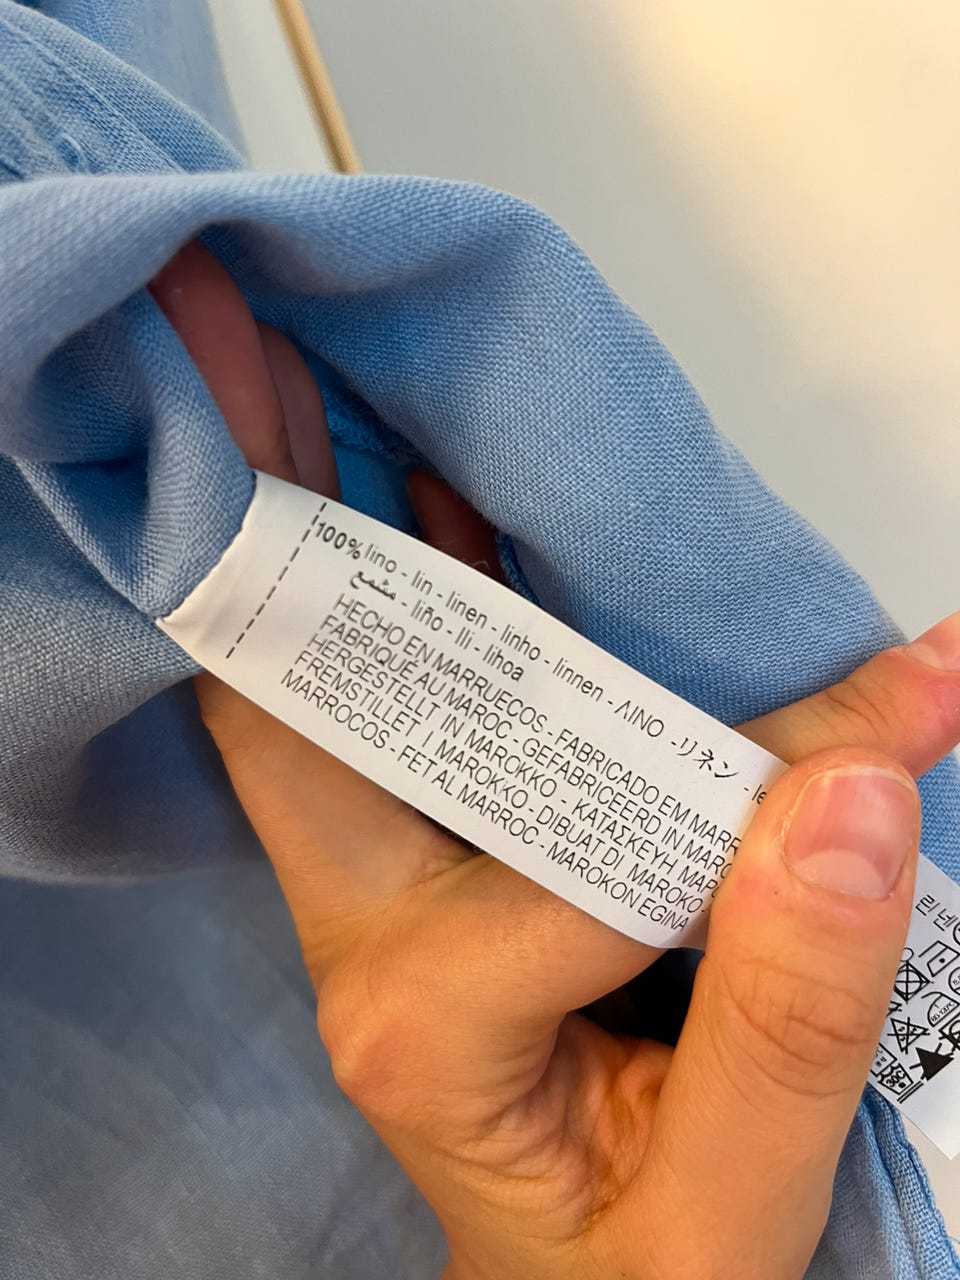 100% lino - lin - linen - linho - linnen - ΛΙΝΟ - リネン
مشمع - liño - lli - lihoa
HECHO EN MARRUECOS - FABRICADO EM
FABRIQUÉ AU MAROC - GEFABRICEERD IN
HERGESTELLT IN MAROKKO - ΚΑΤΑΣΚΕΥΗ
FREMSTILLET I MAROKKO - DIBUAT DI MAROKO -
MARROCOS - FET AL MARROC - MAROKON EGINA
리넨